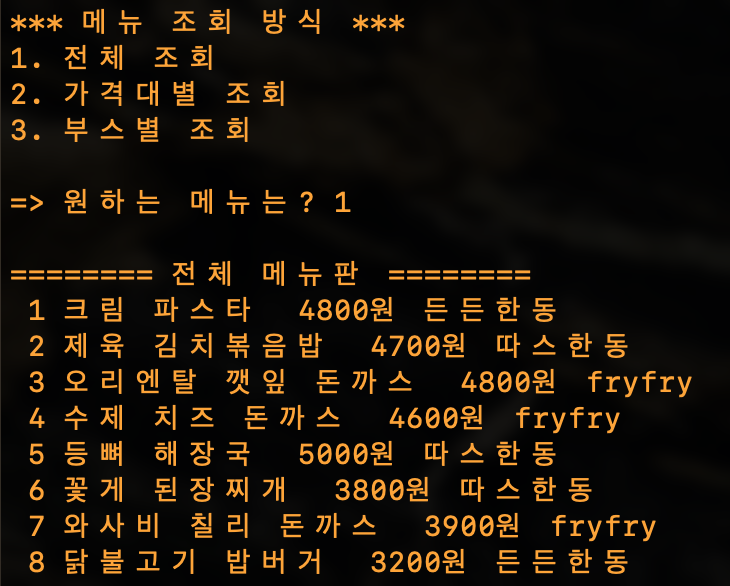 *** 메뉴 조회 방식 ***
1. 전체 조회
2. 가격대별 조회
3. 부스별 조회
=> 원하는 메뉴는? 1
======== 전체 메뉴판 ========
1 크림 파스타 4800원 든든한동
2 제육 김치볶음밥 4700원 따스한동
3 오리엔탈 깻잎 돈까스 4800원 fryfry
4 수제 치즈 돈까스 4600원 fryfry
5 등뼈 해장국 5000원 따스한동
6 꽃게 된장찌개 3800원 따스한동
7 와사비 칠리 돈까스 3900원 fryfry
8 닭불고기 밥버거 3200원 든든한동